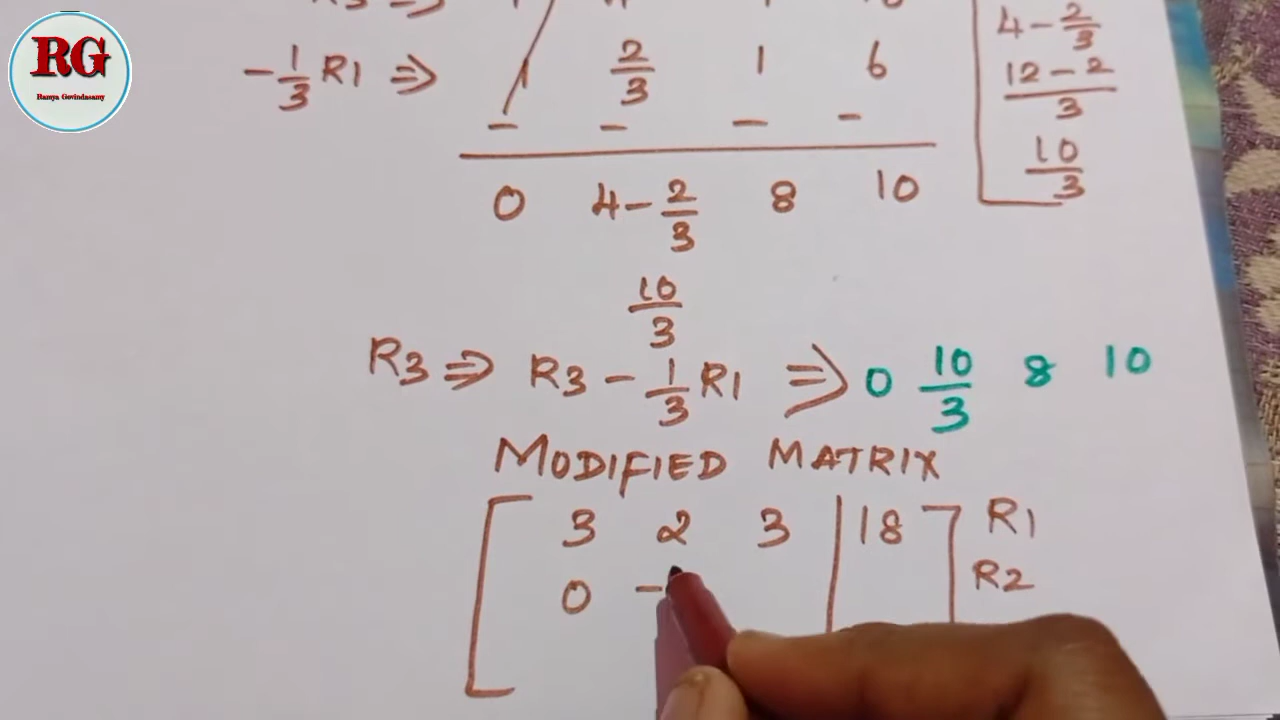 RG
Ramya Govindasamy
-1/3 R1 ⇒ 1 2/3 1 6
- - - -
0 4-2/3 8 10
10/3
4-2/3
12-2/3
10/3
R3 ⇒ R3 - 1/3 R1 ⇒ 0 10/3 8 10
MODIFIED MATRIX
3 2 3 | 18 R1
0 - R2